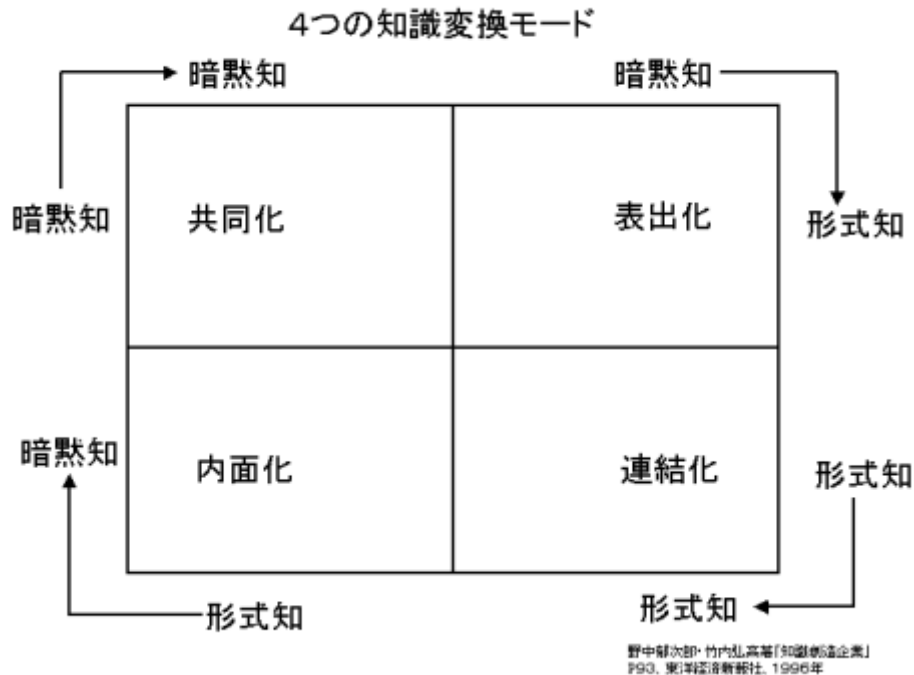 4つの知識変換モード
暗黙知
暗黙知
暗黙知
共同化
表出化
形式知
暗黙知
内面化
連結化
形式知
形式知
形式知
野中郁次郎・竹内弘高著「知識創造企業」
P93、東洋経済新報社、1996年